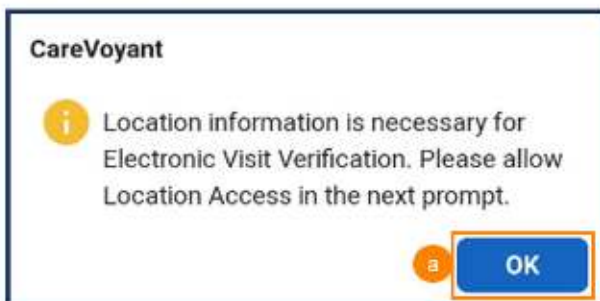 CareVoyant
i Location information is necessary for
Electronic Visit Verification. Please allow
Location Access in the next prompt.
a OK